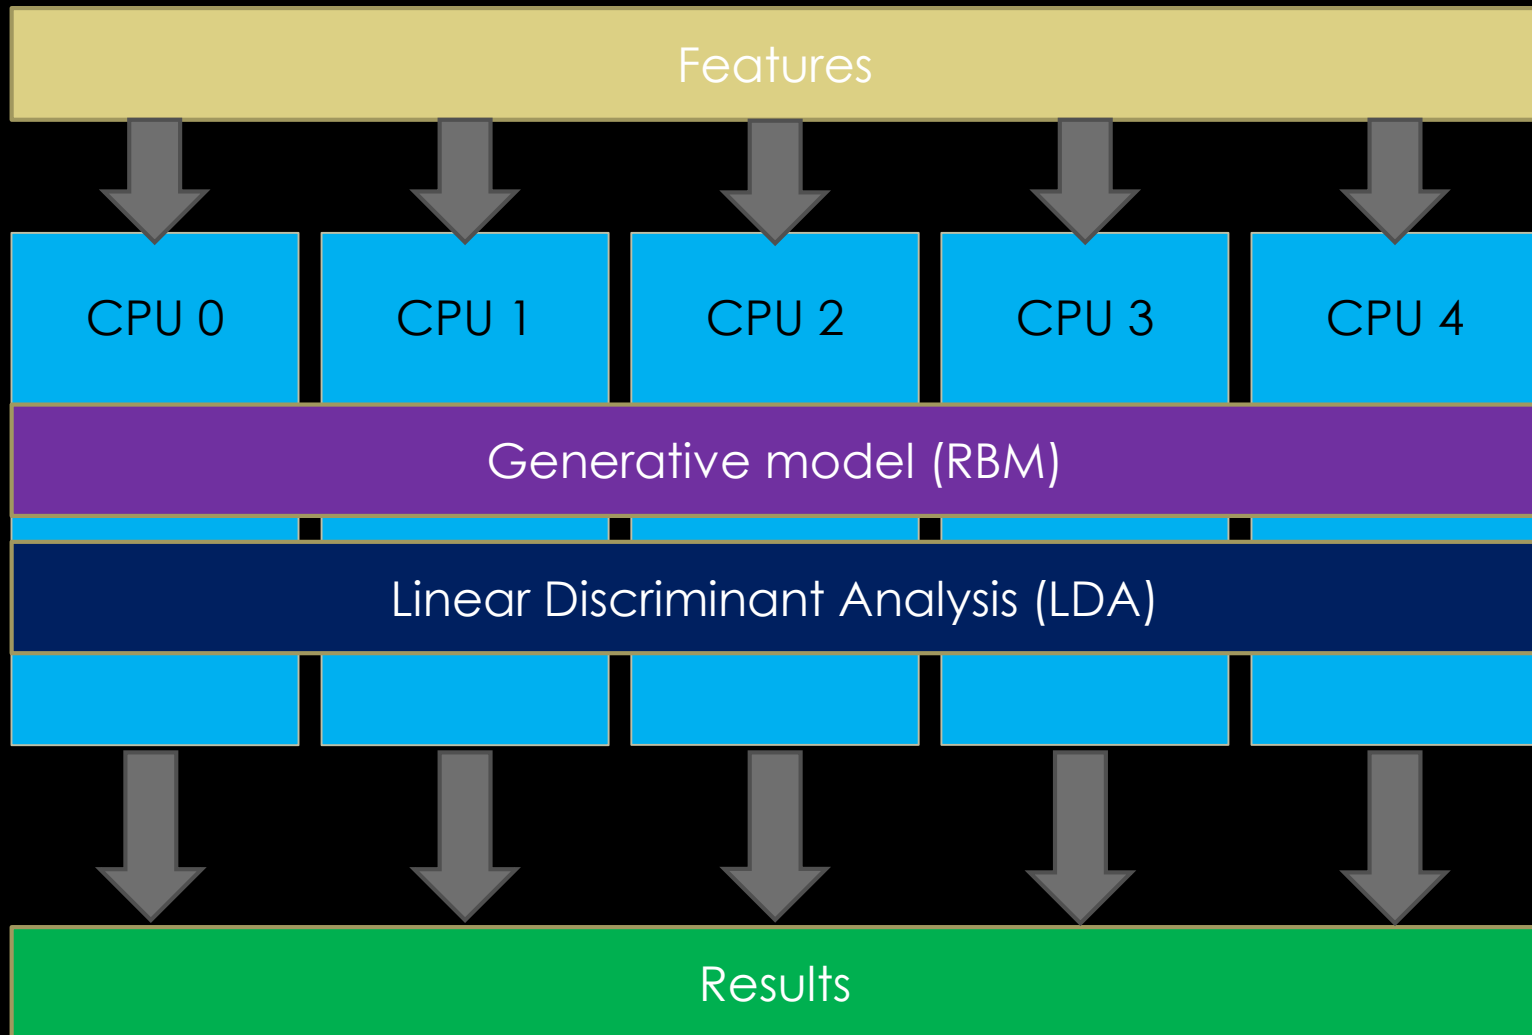 Features
CPU 0
CPU 1
CPU 2
CPU 3
CPU 4
Generative model (RBM)
Linear Discriminant Analysis (LDA)
Results